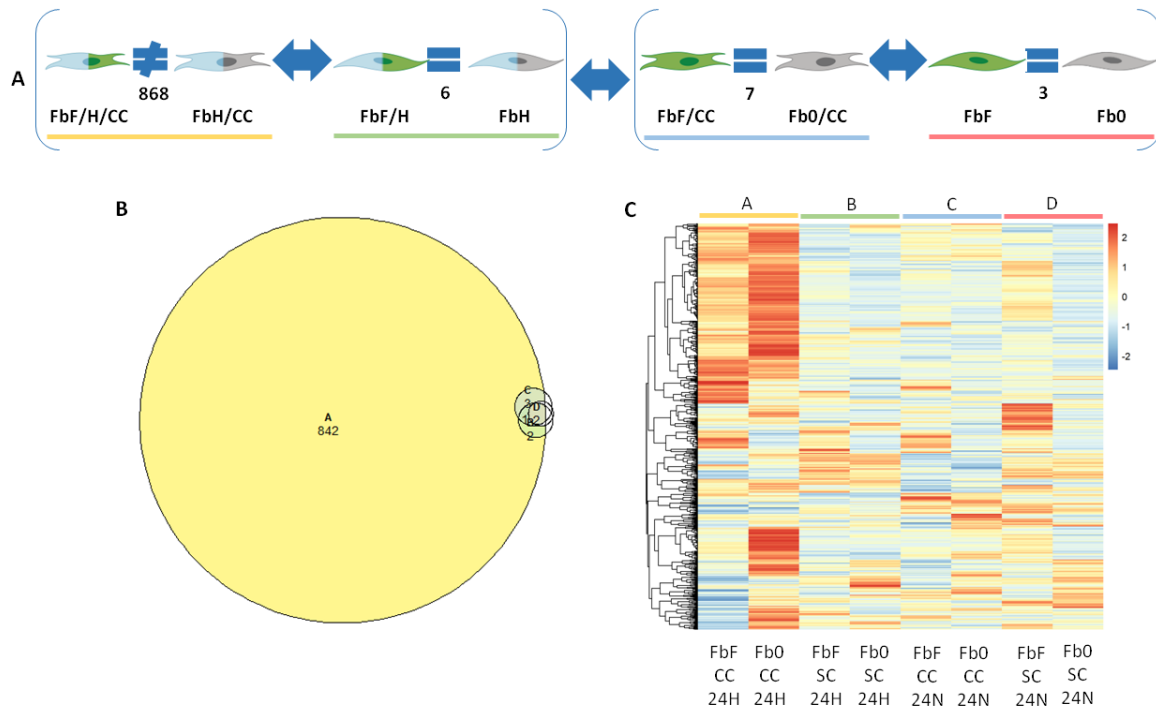 A
868
6
7
3
FbF/H/CC
FbH/CC
FbF/H
FbH
FbF/CC
Fb0/CC
FbF
Fb0
B
A
842
C
D
2
2
C
A
B
C
D
2
1
0
-1
-2
FbF Fb0 FbF Fb0 FbF Fb0 FbF Fb0
CC CC SC SC CC CC SC SC
24H 24H 24H 24H 24N 24N 24N 24N